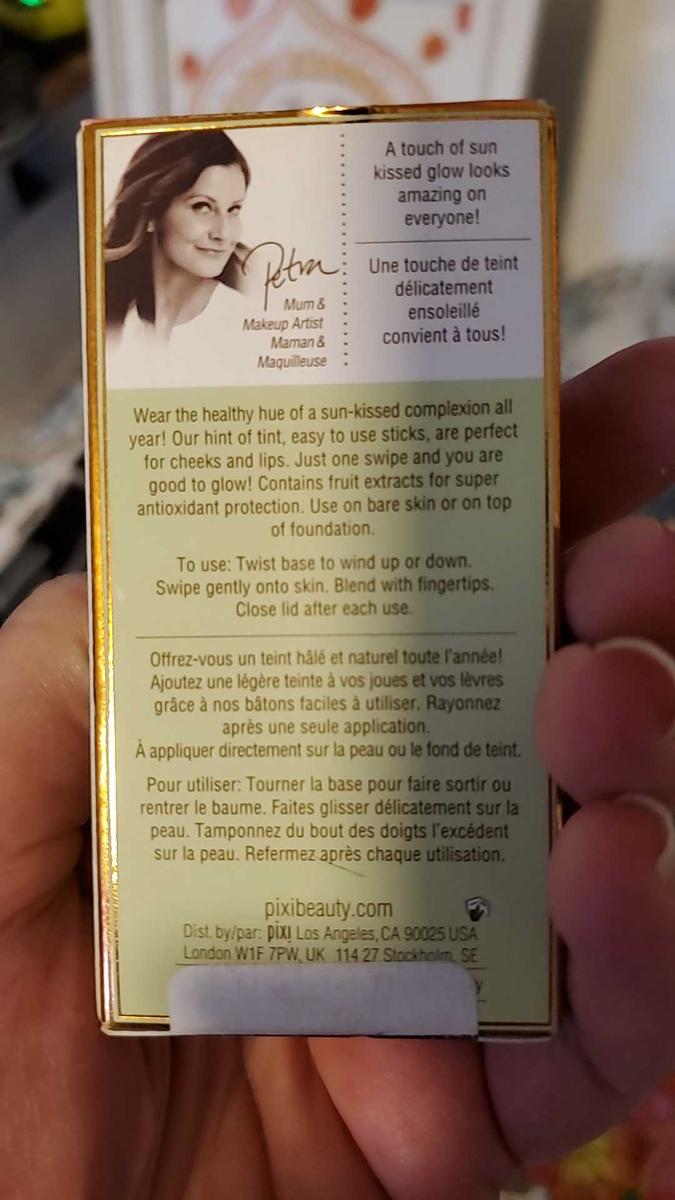 Petra
Mum &
Makeup Artist
Maman &
Maquilleuse
A touch of sun
kissed glow looks
amazing on
everyone!
Une touche de teint
délicatement
ensoleillé
convient à tous!
Wear the healthy hue of a sun-kissed complexion all
year! Our hint of tint, easy to use sticks, are perfect
for cheeks and lips. Just one swipe and you are
good to glow! Contains fruit extracts for super
antioxidant protection. Use on bare skin or on top
of foundation.
To use: Twist base to wind up or down.
Swipe gently onto skin. Blend with fingertips.
Close lid after each use.
Offrez-vous un teint hâlé et naturel toute l'année!
Ajoutez une légère teinte à vos joues et vos lèvres
grâce à nos bâtons faciles à utiliser. Rayonnez
après une seule application.
À appliquer directement sur la peau ou le fond de teint.
Pour utiliser: Tourner la base pour faire sortir ou
rentrer le baume. Faites glisser délicatement sur la
peau. Tamponnez du bout des doigts l'excédent
sur la peau. Refermez après chaque utilisation.
pixibeauty.com
Dist. by/par: pixi Los Angeles, CA 90025 USA
London W1F 7PW, UK 114 27 Stockholm, SE